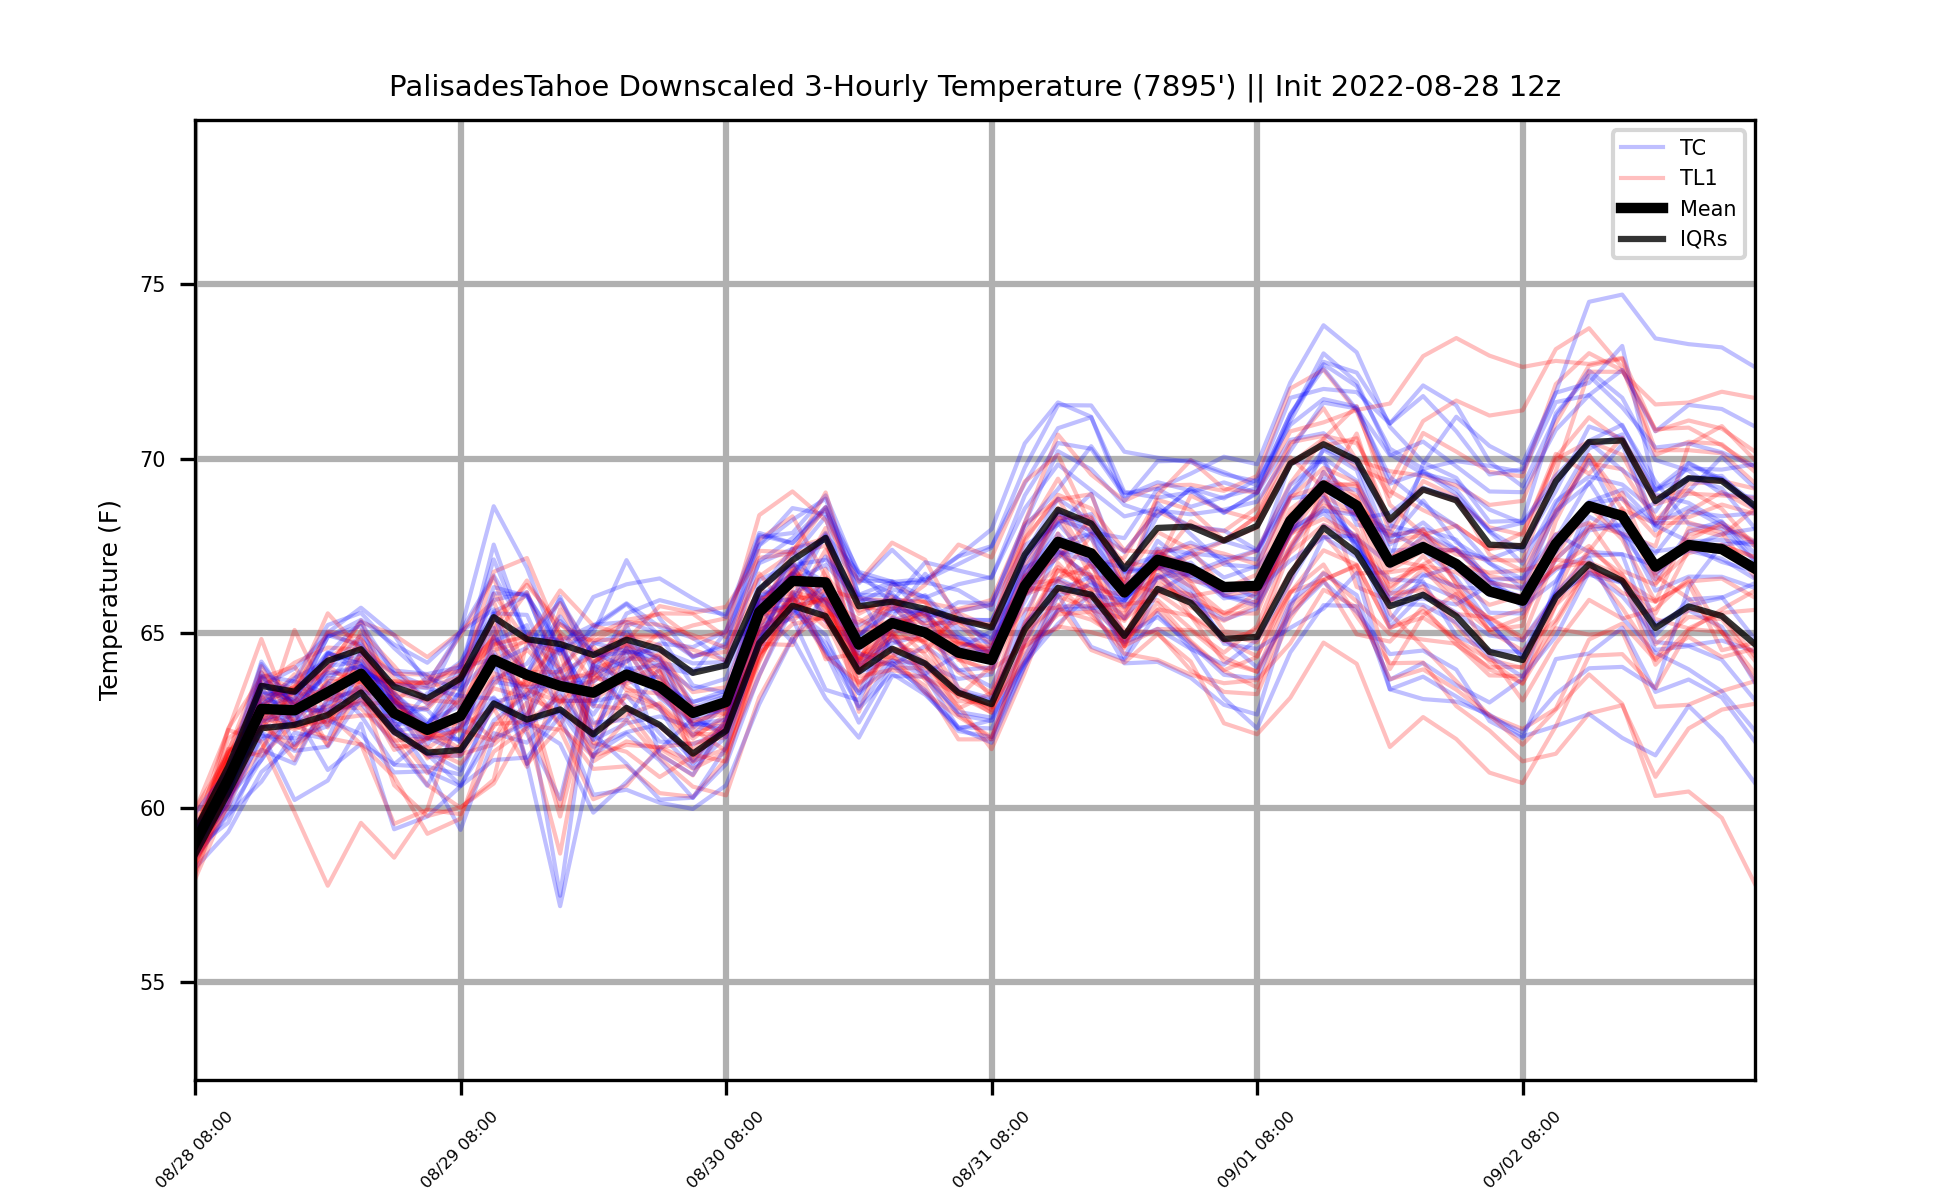 PalisadesTahoe Downscaled 3-Hourly Temperature (7895') || Init 2022-08-28 12z
TC
TL1
Mean
IQRs
Temperature (F)
75
70
65
60
55
08/28 08:00
08/29 08:00
08/30 08:00
08/31 08:00
09/01 08:00
09/02 08:00